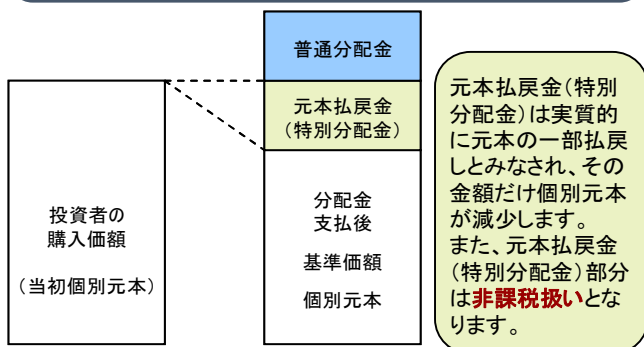 普通分配金
元本払戻金
(特別分配金)
投資者の
購入価額
(当初個別元本)
分配金
支払後
基準価額
個別元本
元本払戻金(特別
分配金)は実質的
に元本の一部払戻
しとみなされ、その
金額だけ個別元本
が減少します。
また、元本払戻金
(特別分配金)部分
は非課税扱いとな
ります。